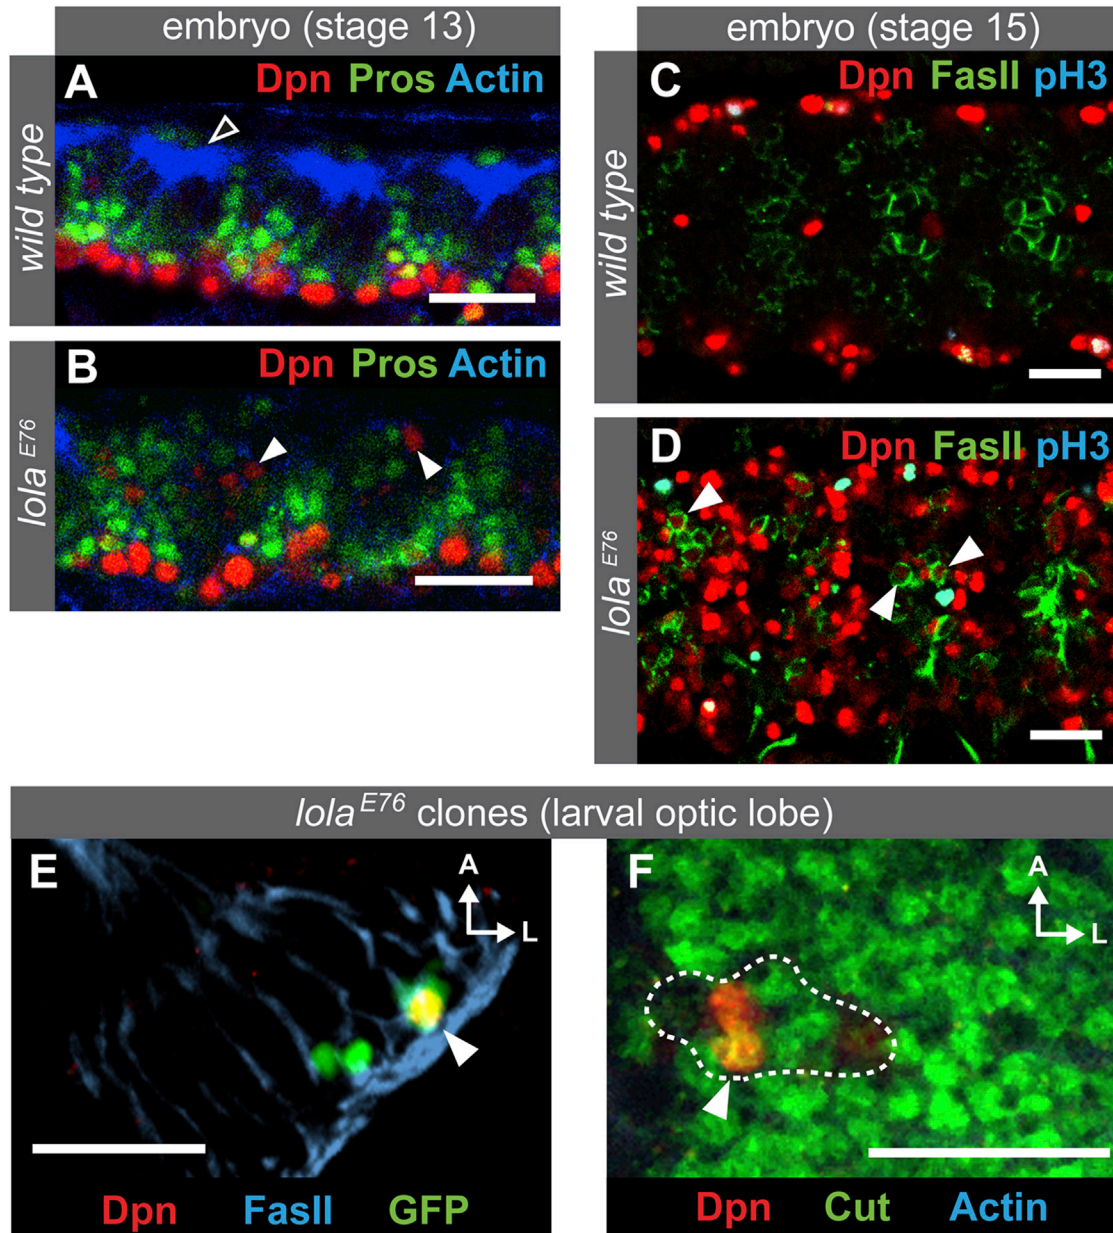 embryo (stage 13)
A
Dpn Pros Actin
wild type
B
Dpn Pros Actin
lola E76
embryo (stage 15)
C
Dpn FasII pH3
wild type
D
Dpn FasII pH3
lola E76
lola E76 clones (larval optic lobe)
E
A
L
Dpn FasII GFP
F
A
L
Dpn Cut Actin